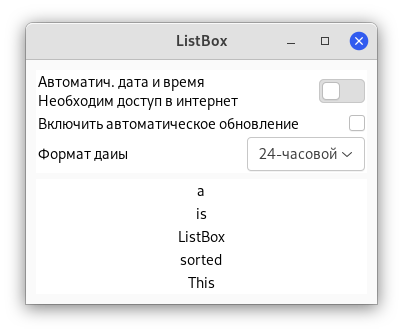 ListBox
Автоматич. дата и время
Необходим доступ в интернет
Включить автоматическое обновление
Формат даиы
24-часовой
a
is
ListBox
sorted
This